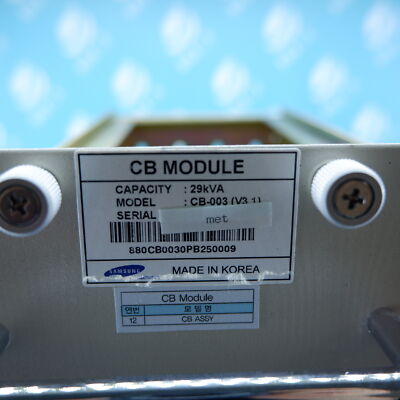 CB MODULE
CAPACITY : 29kVA
MODEL : CB-003 (V3.1)
SERIAL met
880CB0030PB250009
SAMSUNG MADE IN KOREA
CB Module
연번 모듈명
12 CB ASSY